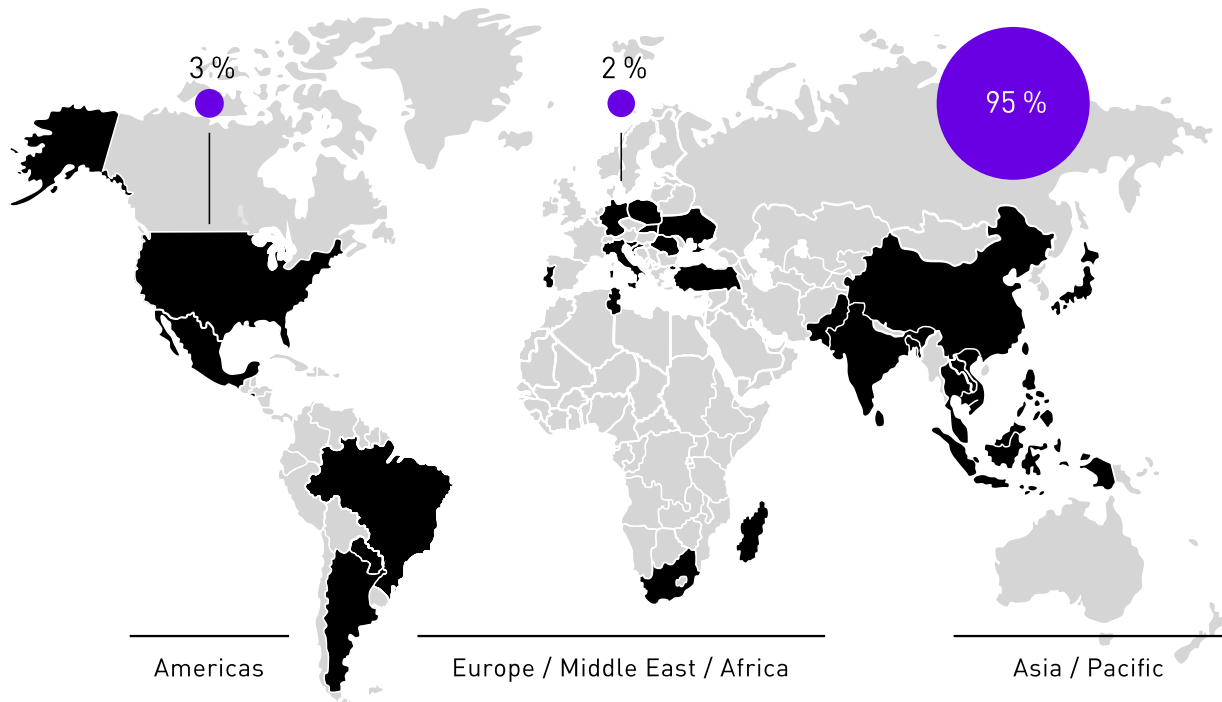 3 %
2 %
95 %
Americas
Europe / Middle East / Africa
Asia / Pacific